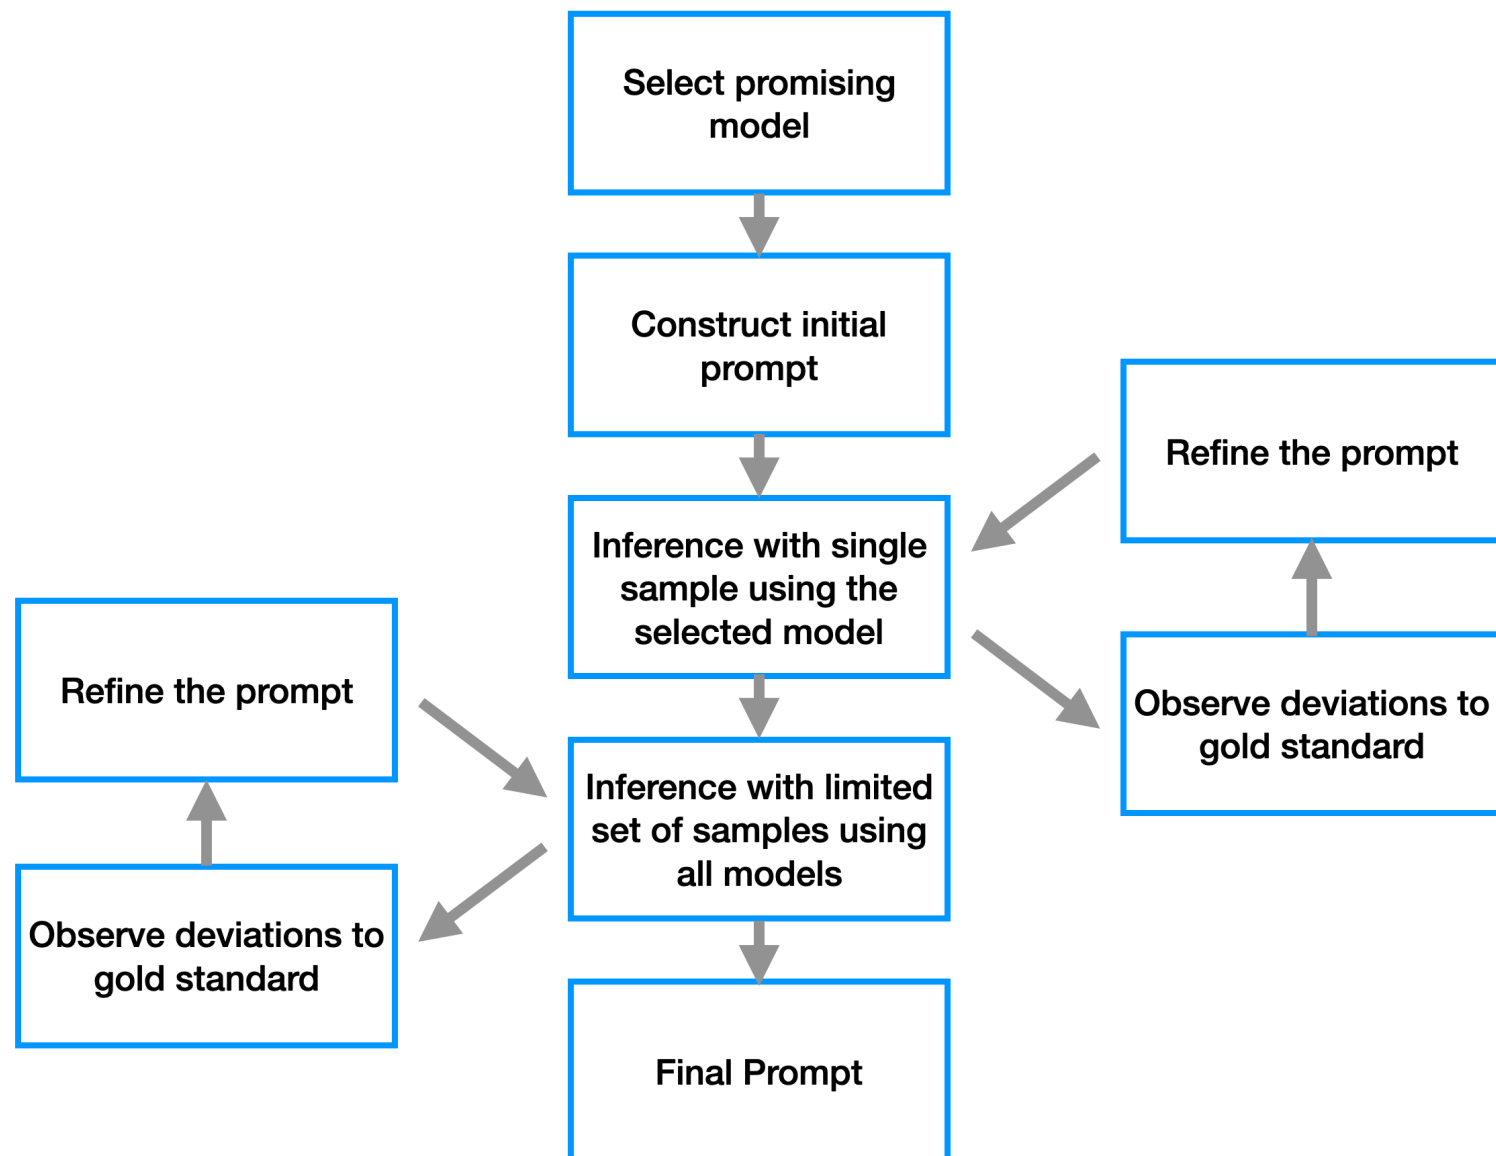 Select promising
model
Construct initial
prompt
Refine the prompt
Inference with single
sample using the
selected model
Observe deviations to
gold standard
Refine the prompt
Inference with limited
set of samples using
all models
Observe deviations to
gold standard
Final Prompt